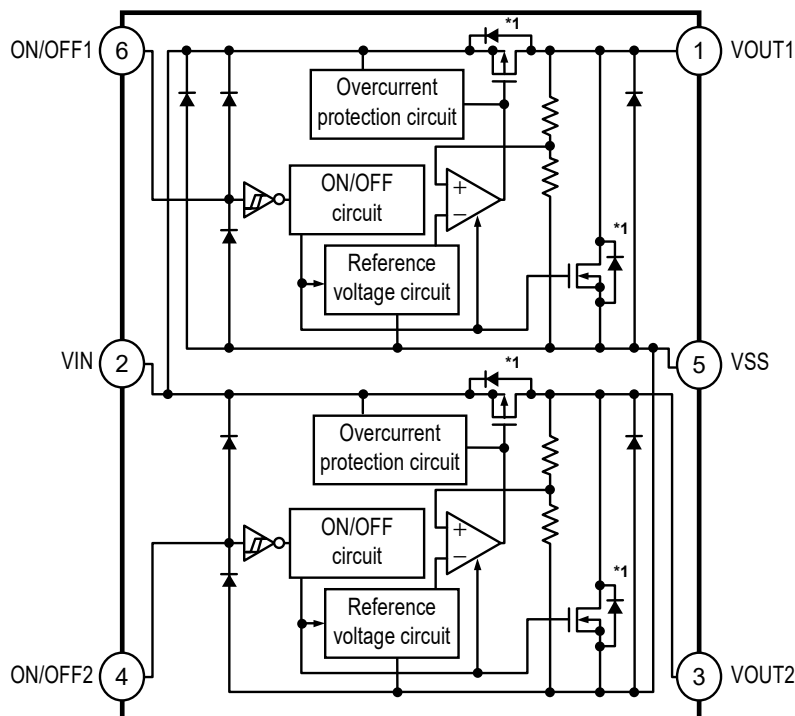 ON/OFF1
6
*1
1
VOUT1
Overcurrent
protection circuit
+
−
ON/OFF
circuit
*1
Reference
voltage circuit
VIN
2
5
VSS
*1
Overcurrent
protection circuit
+
−
ON/OFF
circuit
*1
Reference
voltage circuit
ON/OFF2
4
3
VOUT2